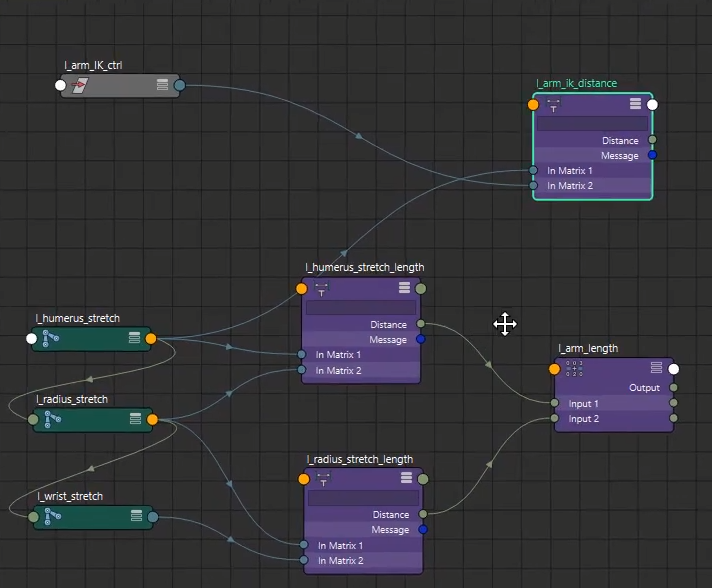 l_arm_IK_ctrl
l_arm_ik_distance
Distance
Message
In Matrix 1
In Matrix 2
l_humerus_stretch_length
Distance
Message
In Matrix 1
In Matrix 2
l_humerus_stretch
l_radius_stretch
l_wrist_stretch
l_arm_length
Output
Input 1
Input 2
l_radius_stretch_length
Distance
Message
In Matrix 1
In Matrix 2